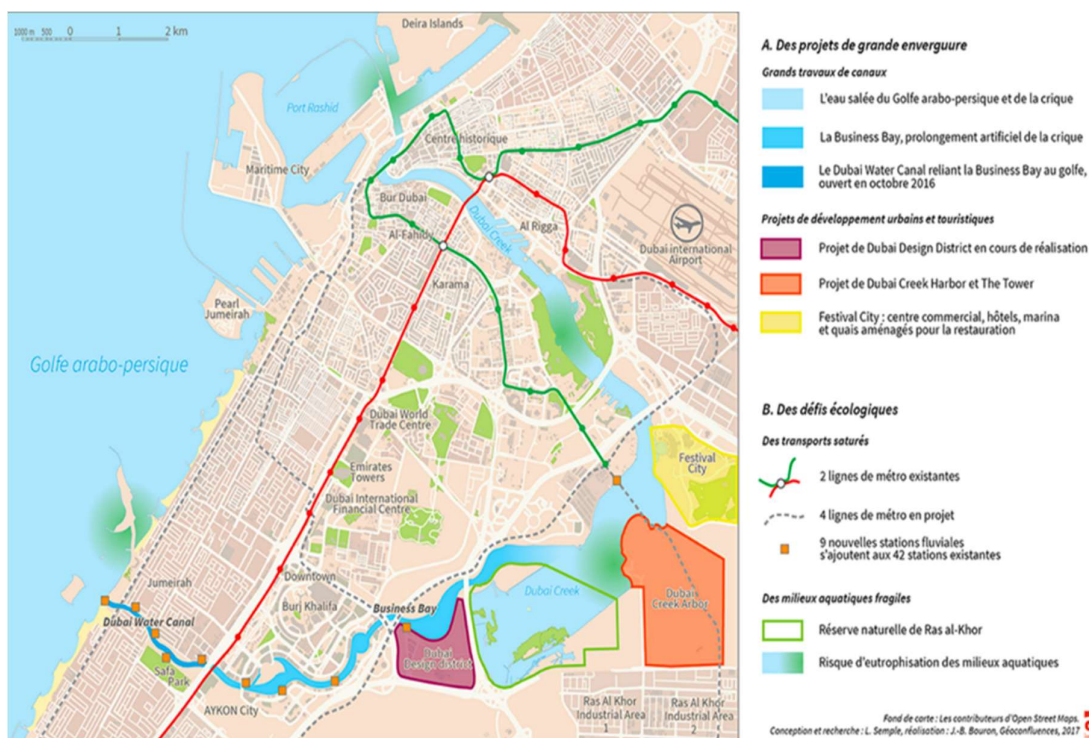 1000 m 500 0 1 2 km
Deira Islands
Port Rashid
Centre historique
Maritime City
Bur Dubai
Dubai Creek
Al Rigga
Al-Fahidy
Dubai international
Airport
Karama
Pearl
Jumeirah
Golfe arabo-persique
Dubai World
Trade Centre
Festival
City
Emirates
Towers
Dubai International
Financial Centre
Jumeirah
Downtown
Dubai Creek
Burj Khalifa
Business Bay
Dubai
Creek Arbor
Dubai Water Canal
Dubai
Design district
Safa
Park
AYKON City
Ras Al Khor
Industrial Area
1
Ras Al Khor
Industrial Area
2
A. Des projets de grande enverguure
Grands travaux de canaux
L'eau salée du Golfe arabo-persique et de la crique
La Business Bay, prolongement artificiel de la crique
Le Dubai Water Canal reliant la Business Bay au golfe,
ouvert en octobre 2016
Projets de développement urbains et touristiques
Projet de Dubai Design District en cours de réalisation
Projet de Dubai Creek Harbor et The Tower
Festival City : centre commercial, hôtels, marina
et quais aménagés pour la restauration
B. Des défis écologiques
Des transports saturés
2 lignes de métro existantes
4 lignes de métro en projet
9 nouvelles stations fluviales
s'ajoutent aux 42 stations existantes
Des milieux aquatiques fragiles
Réserve naturelle de Ras al-Khor
Risque d'eutrophisation des milieux aquatiques
Fond de carte : Les contributeurs d'Open Street Maps.
Conception et recherche : L. Semple, réalisation : J.-B. Bouron, Géoconfluences, 2017